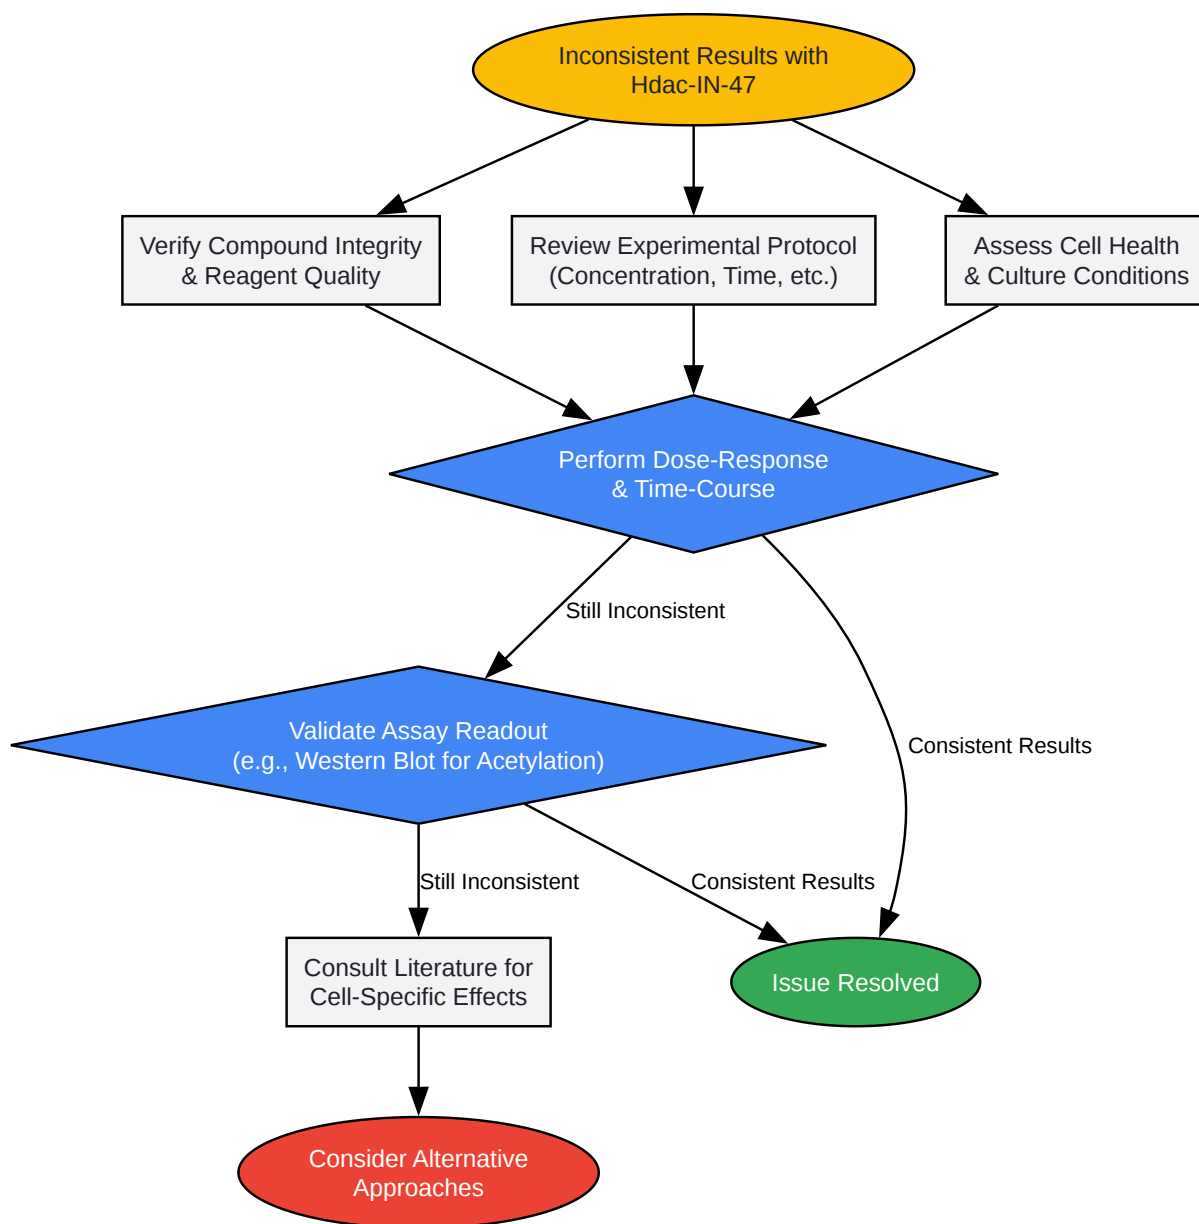 Inconsistent Results with
Hdac-IN-47
Verify Compound Integrity
& Reagent Quality
Review Experimental Protocol
(Concentration, Time, etc.)
Assess Cell Health
& Culture Conditions
Perform Dose-Response
& Time-Course
Still Inconsistent
Validate Assay Readout
(e.g., Western Blot for Acetylation)
Consistent Results
Still Inconsistent
Consistent Results
Consult Literature for
Cell-Specific Effects
Issue Resolved
Consider Alternative
Approaches